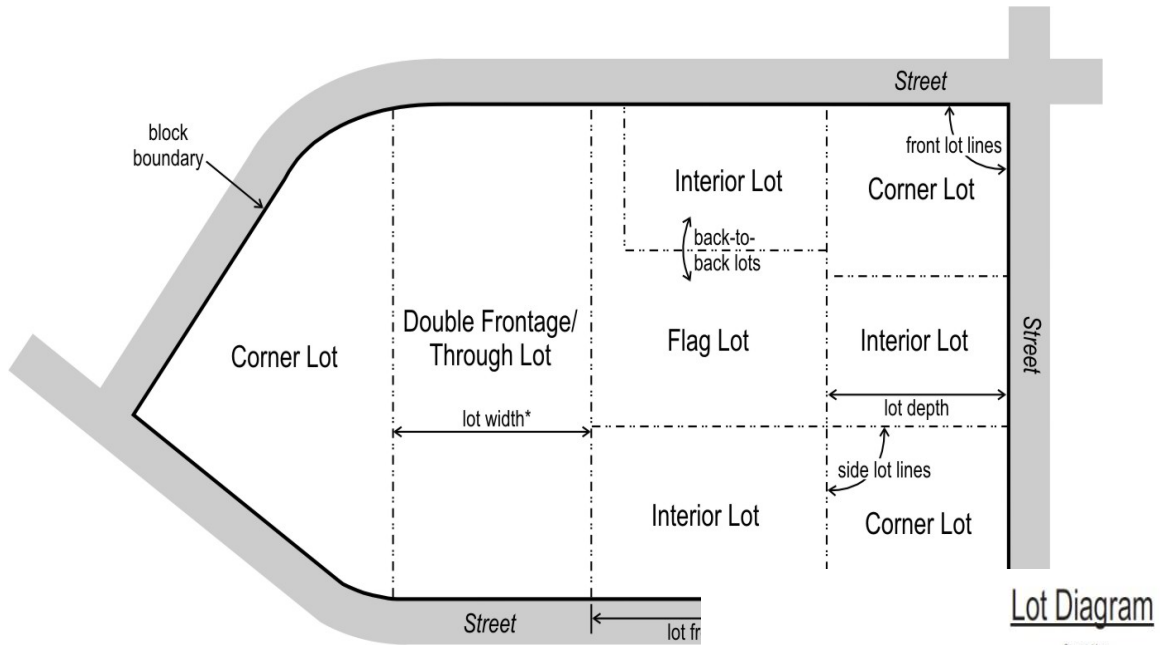 Street
block
boundary
front lot lines
Interior Lot
Corner Lot
back-to-
back lots
Double Frontage/
Through Lot
Flag Lot
Interior Lot
Street
Corner Lot
lot width*
lot depth
side lot lines
Interior Lot
Corner Lot
Lot Diagram
Street
lot fr